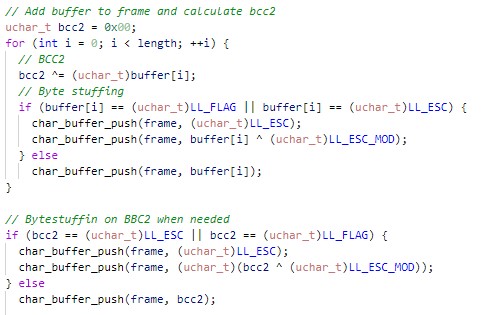 // Add buffer to frame and calculate bcc2
uchar_t bcc2 = 0x00;
for (int i = 0; i < length; ++i) {
  // BCC2
  bcc2 ^= (uchar_t)buffer[i];
  // Byte stuffing
  if (buffer[i] == (uchar_t)LL_FLAG || buffer[i] == (uchar_t)LL_ESC) {
    char_buffer_push(frame, (uchar_t)LL_ESC);
    char_buffer_push(frame, buffer[i] ^ (uchar_t)LL_ESC_MOD);
  } else
    char_buffer_push(frame, buffer[i]);
}

// Bytestuffin on BBC2 when needed
if (bcc2 == (uchar_t)LL_ESC || bcc2 == (uchar_t)LL_FLAG) {
  char_buffer_push(frame, (uchar_t)LL_ESC);
  char_buffer_push(frame, (uchar_t)(bcc2 ^ (uchar_t)LL_ESC_MOD));
} else
  char_buffer_push(frame, bcc2);